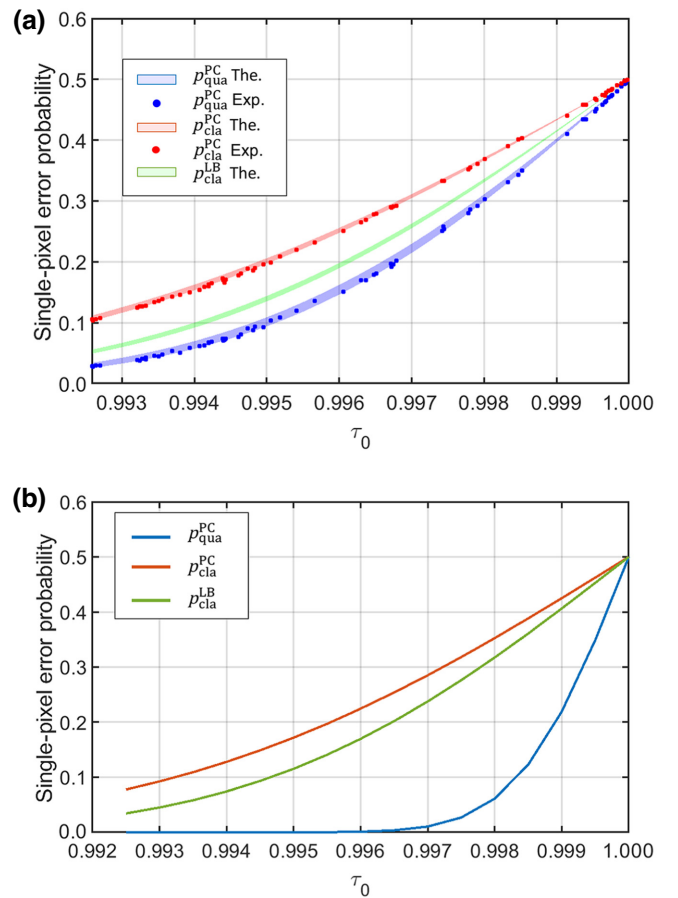 (a)
0.6
0.5
0.4
0.3
0.2
0.1
0.0
Single-pixel error probability
p_qua^PC The.
p_qua^PC Exp.
p_cla^PC The.
p_cla^PC Exp.
p_cla^LB The.
0.993 0.994 0.995 0.996 0.997 0.998 0.999 1.000
τ_0
(b)
0.6
0.5
0.4
0.3
0.2
0.1
0.0
Single-pixel error probability
p_qua^PC
p_cla^PC
p_cla^LB
0.992 0.993 0.994 0.995 0.996 0.997 0.998 0.999 1.000
τ_0